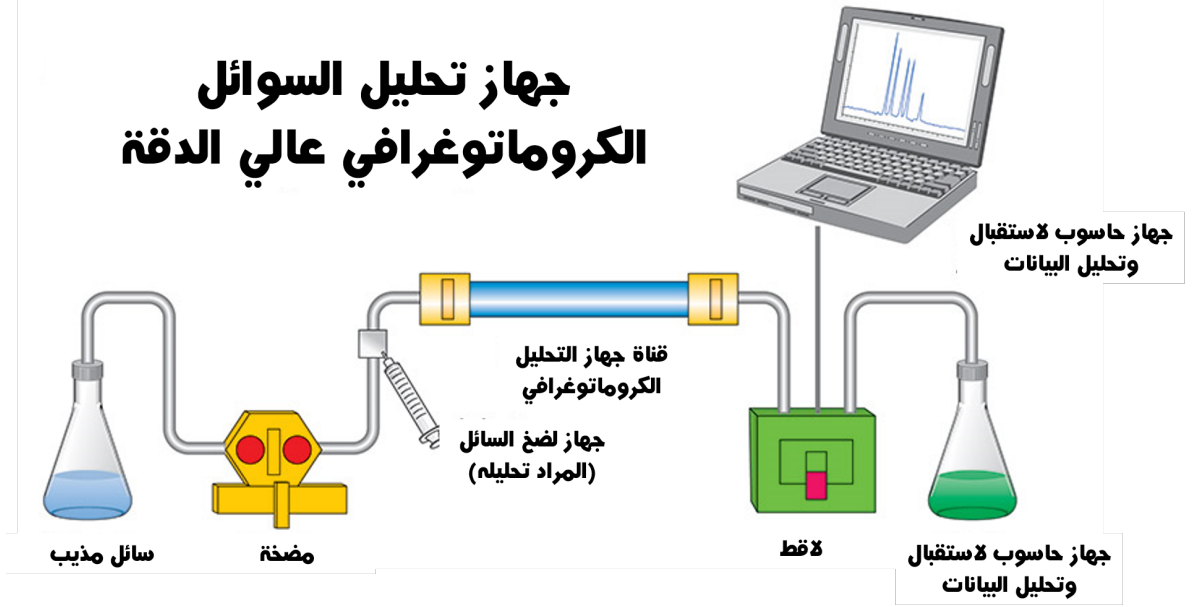 جهاز تحليل السوائل
الكروماتوغرافي عالي الدقة
جهاز حاسوب لاستقبال
وتحليل البيانات
قناة جهاز التحليل
الكروماتوغرافي
جهاز لضخ السائل
(المراد تحليله)
سائل مذيب
مضخة
لاقط
جهاز حاسوب لاستقبال
وتحليل البيانات